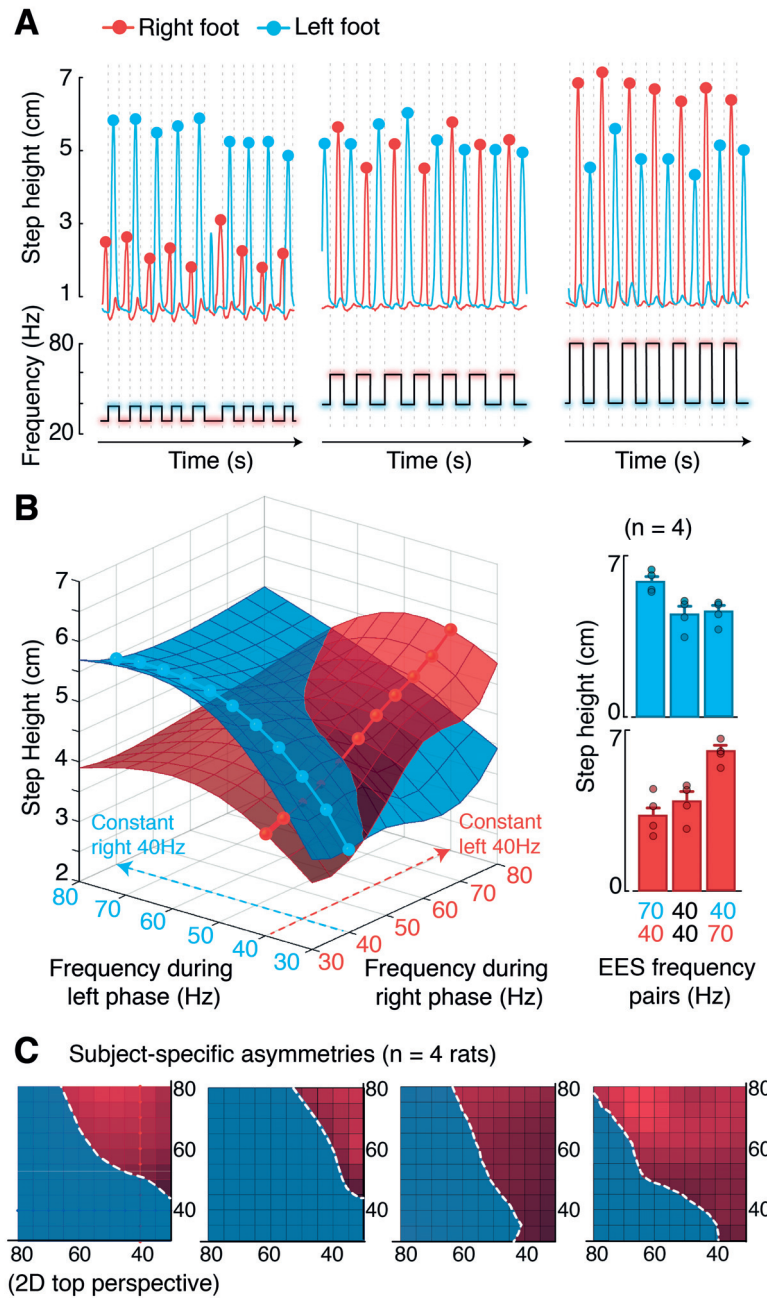 A
Right foot Left foot
Step height (cm)
7
5
3
1
Frequency (Hz)
80
20
Time (s) Time (s) Time (s)
B
(n = 4)
Step Height (cm)
7
6
5
4
3
2
Constant
right 40Hz
Constant
left 40Hz
80 70 60 50 40 30
30 40 50 60 70 80
Frequency during
left phase (Hz)
Frequency during
right phase (Hz)
Step height (cm)
7
0
7
0
70 40 40
40 40 70
EES frequency
pairs (Hz)
C Subject-specific asymmetries (n = 4 rats)
80 80 80 80
60 60 60 60
40 40 40 40
80 60 40 80 60 40 80 60 40 80 60 40
(2D top perspective)